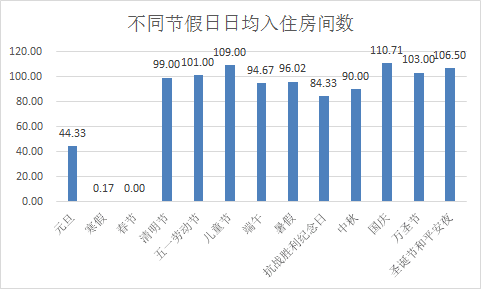 不同节假日日均入住房间数
120.00
100.00
80.00
60.00
40.00
20.00
0.00
44.33
0.17
0.00
99.00
101.00
109.00
94.67
96.02
84.33
90.00
110.71
103.00
106.50
元旦
寒假
春节
清明节
五一劳动节
儿童节
端午
暑假
抗战胜利纪念日
中秋
国庆
万圣节
圣诞节和平安夜